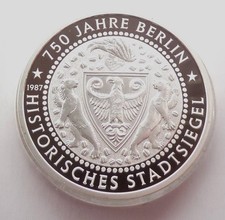 750 JAHRE BERLIN
1987
HISTORISCHES STADTSIEGEL